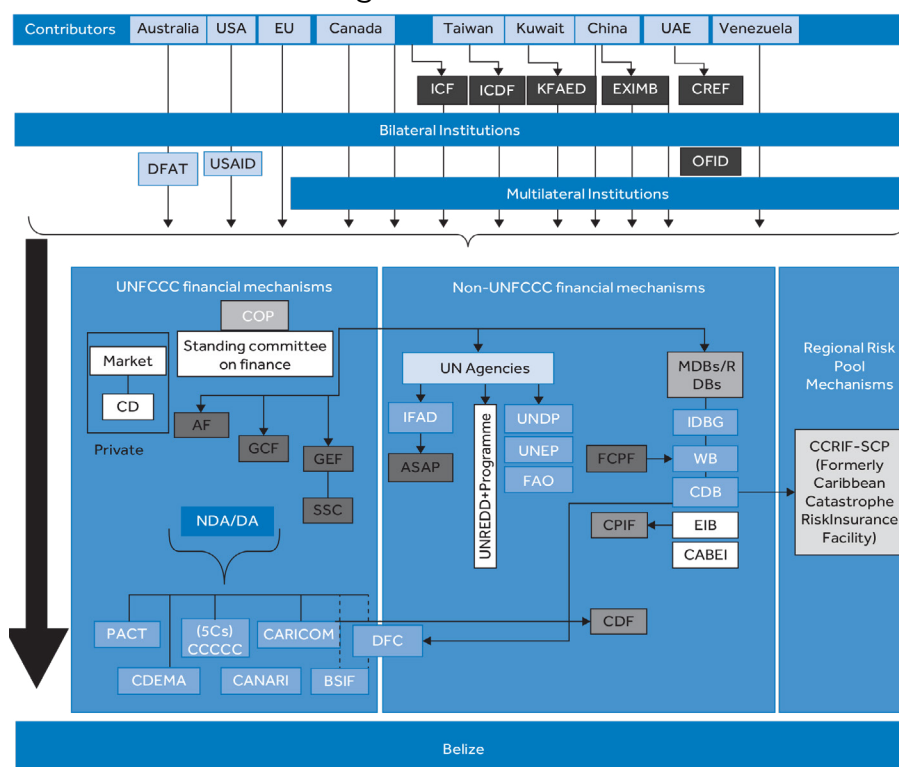 Contributors
Australia
USA
EU
Canada
Taiwan
Kuwait
China
UAE
Venezuela
ICF
ICDF
KFAED
EXIMB
CREF
Bilateral Institutions
DFAT
USAID
OFID
Multilateral Institutions
UNFCCC financial mechanisms
COP
Standing committee
on finance
Market
CD
Private
AF
GCF
GEF
SSC
NDA/DA
PACT
(5Cs)
CCCCC
CARICOM
CDEMA
CANARI
BSIF
DFC
Non-UNFCCC financial mechanisms
UN Agencies
IFAD
ASAP
UNREDD+Programme
UNDP
UNEP
FAO
MDBs/R
DBs
IDBG
FCPF
WB
CDB
CPIF
EIB
CABEI
CDF
Regional Risk
Pool
Mechanisms
CCRIF-SCP
(Formerly
Caribbean
Catastrophe
RiskInsurance
Facility)
Belize